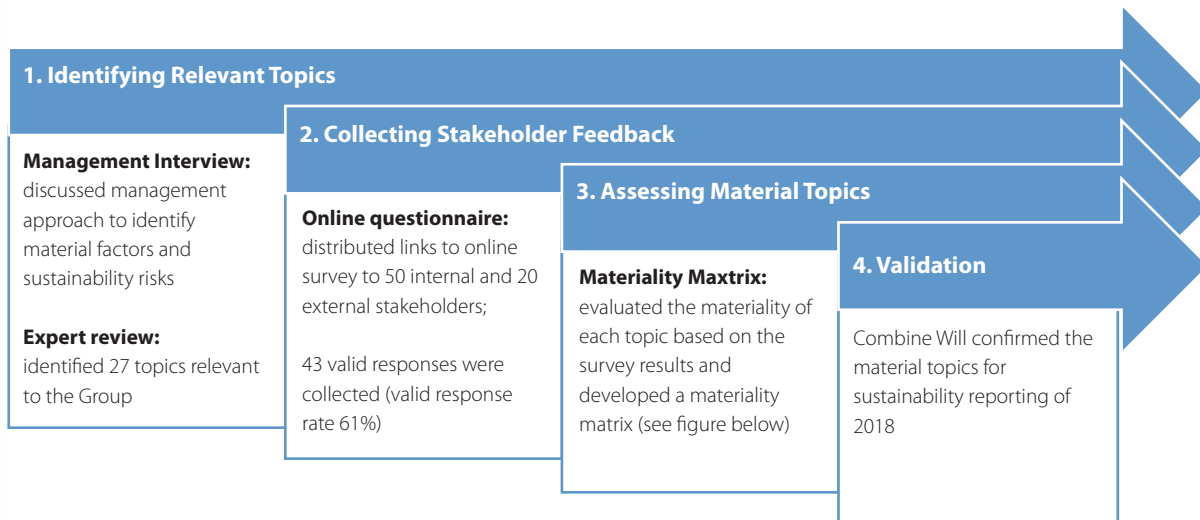 1. Identifying Relevant Topics
Management Interview:
discussed management
approach to identify
material factors and
sustainability risks
Expert review:
identified 27 topics relevant
to the Group
2. Collecting Stakeholder Feedback
Online questionnaire:
distributed links to online
survey to 50 internal and 20
external stakeholders;
43 valid responses were
collected (valid response
rate 61%)
3. Assessing Material Topics
Materiality Maxtrix:
evaluated the materiality of
each topic based on the
survey results and
developed a materiality
matrix (see figure below)
4. Validation
Combine Will confirmed the
material topics for
sustainability reporting of
2018